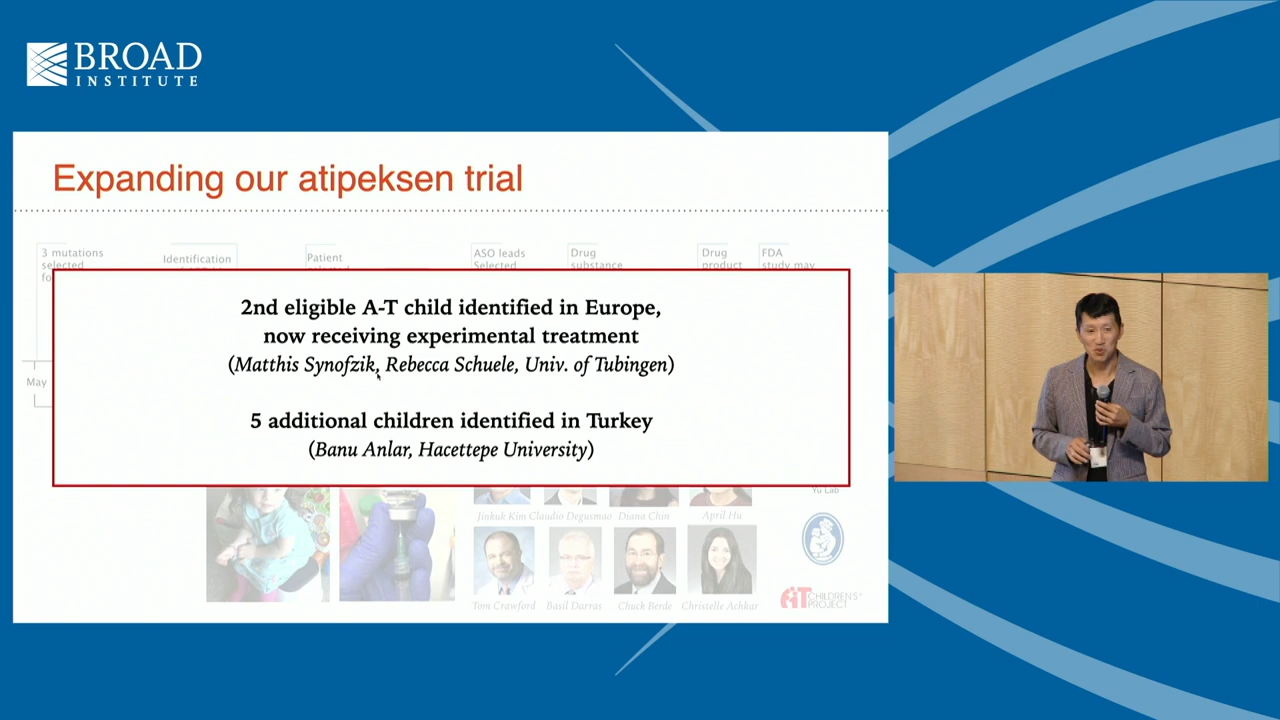 BROAD
INSTITUTE
Expanding our atipeksen trial
3 mutations
selected
Identification
Patient
ASO leads
Selected
Drug
substance
Drug
product
FDA
study may
2nd eligible A-T child identified in Europe,
now receiving experimental treatment
(Matthis Synofzik, Rebecca Schuele, Univ. of Tubingen)
5 additional children identified in Turkey
(Banu Anlar, Hacettepe University)
May
Yu Lab
Jinkuk Kim Claudio Degusmao Diana Chin April Hu
Tom Crawford Basil Darras Chuck Berde Christelle Achkar
A-T CHILDREN'S
PROJECT